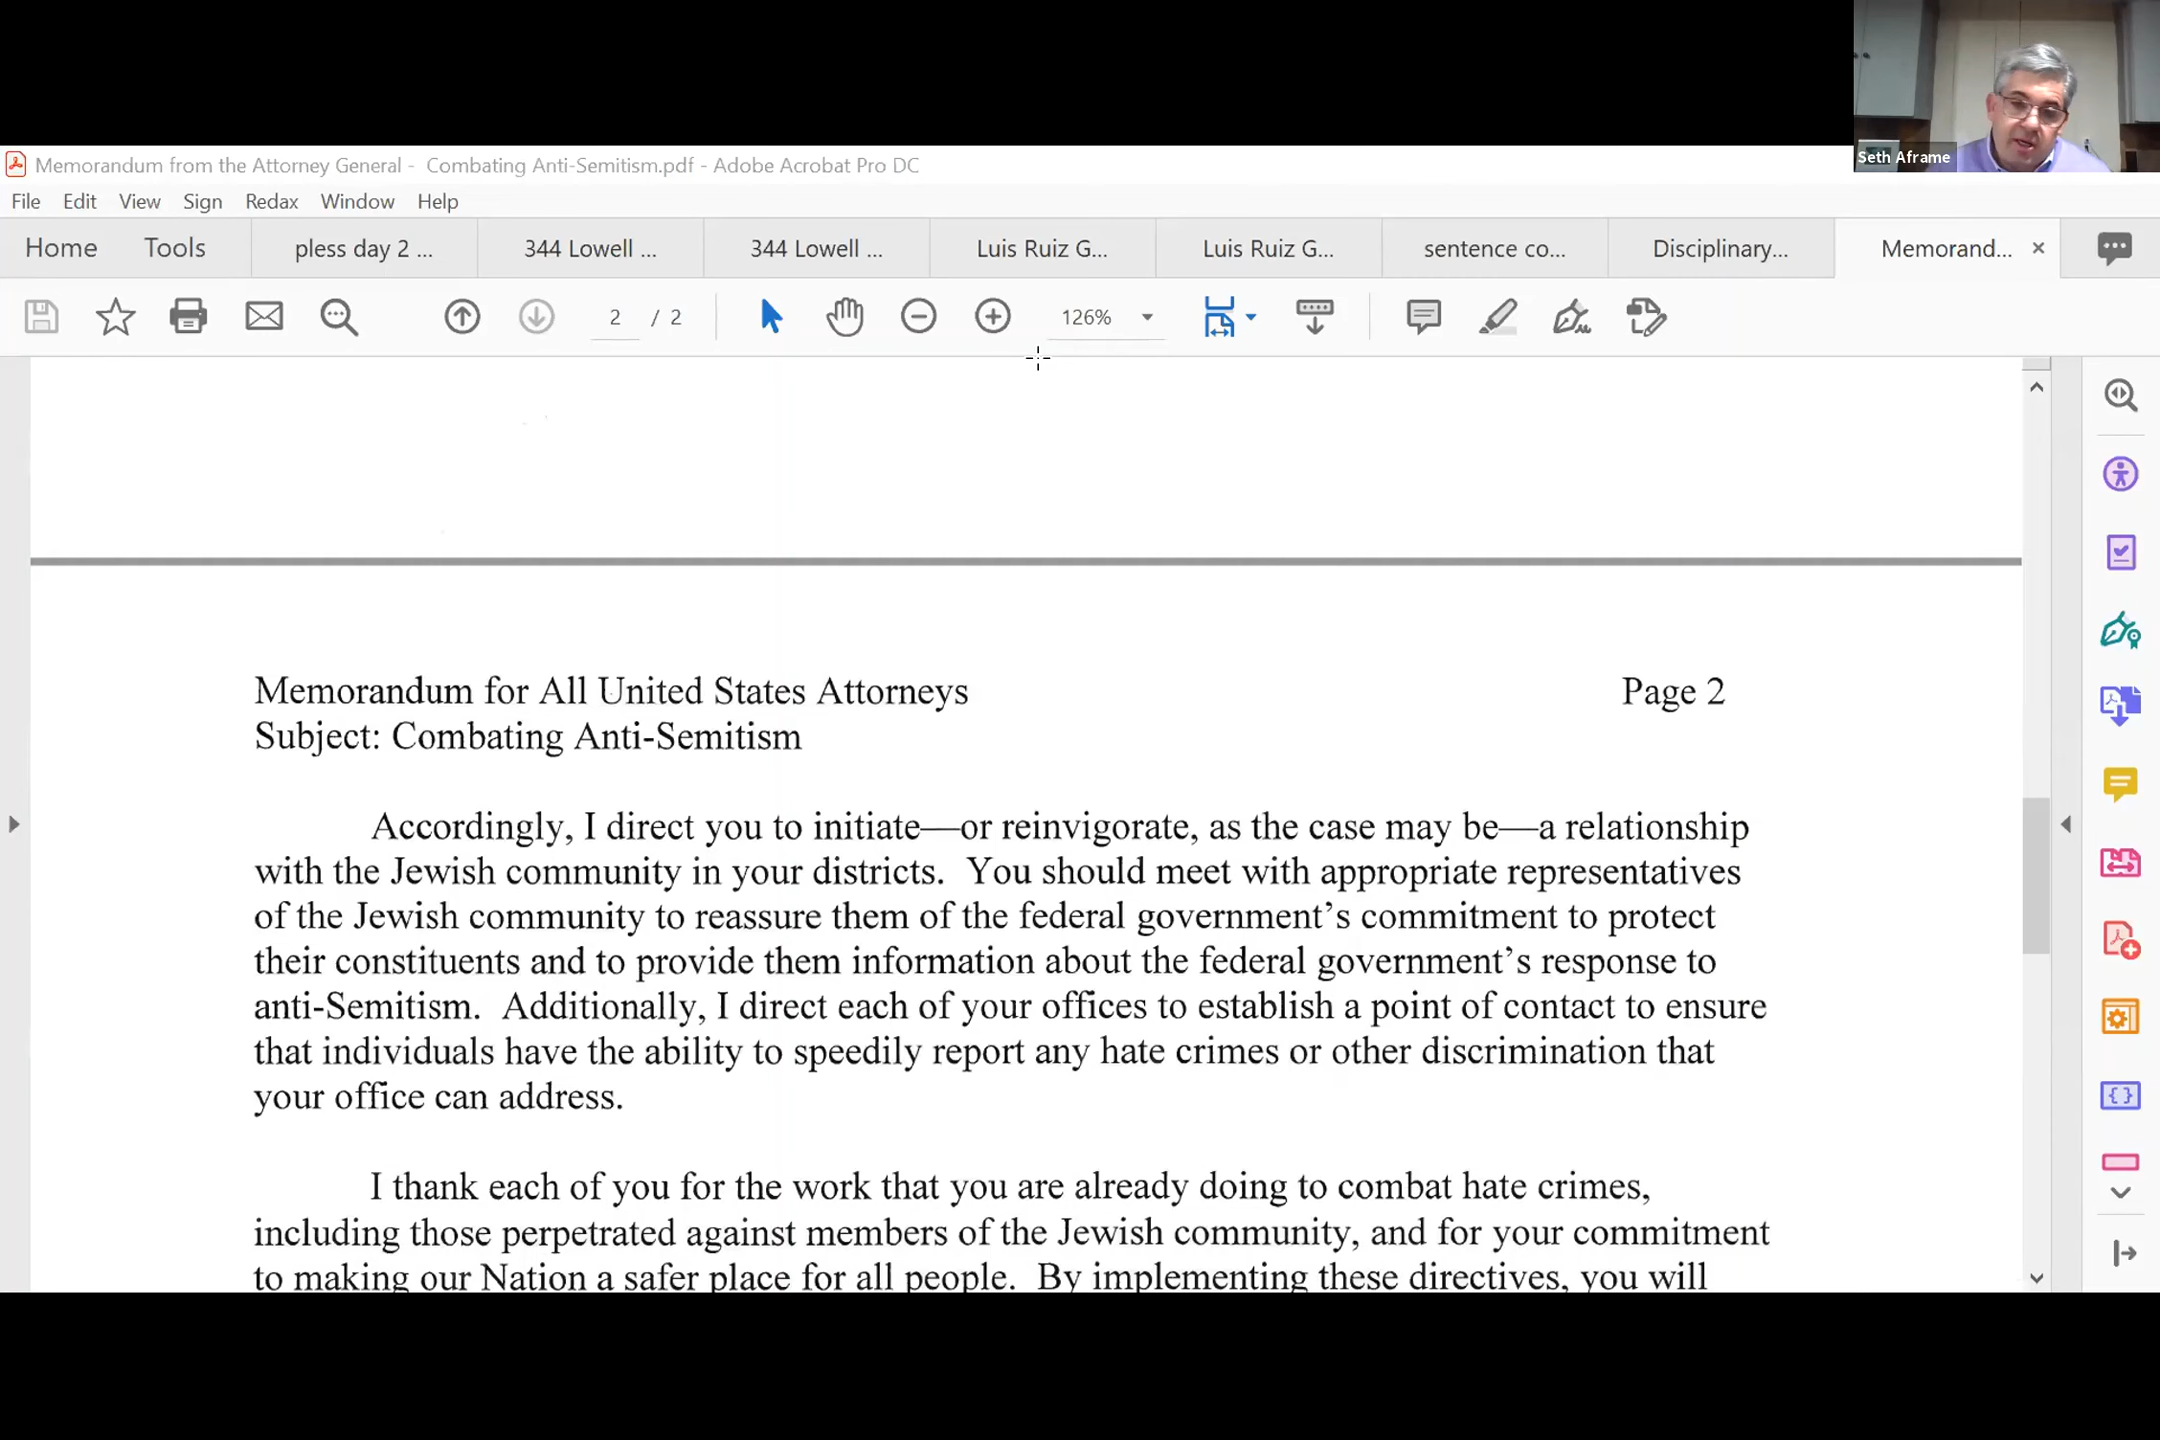 Seth Aframe
Memorandum from the Attorney General - Combating Anti-Semitism.pdf - Adobe Acrobat Pro DC
File Edit View Sign Redax Window Help
Home Tools pless day 2 ... 344 Lowell ... 344 Lowell ... Luis Ruiz G... Luis Ruiz G... sentence co... Disciplinary... Memorand...
2 / 2 126%
Memorandum for All United States Attorneys Page 2
Subject: Combating Anti-Semitism
Accordingly, I direct you to initiate—or reinvigorate, as the case may be—a relationship
with the Jewish community in your districts. You should meet with appropriate representatives
of the Jewish community to reassure them of the federal government's commitment to protect
their constituents and to provide them information about the federal government's response to
anti-Semitism. Additionally, I direct each of your offices to establish a point of contact to ensure
that individuals have the ability to speedily report any hate crimes or other discrimination that
your office can address.
I thank each of you for the work that you are already doing to combat hate crimes,
including those perpetrated against members of the Jewish community, and for your commitment
to making our Nation a safer place for all people. By implementing these directives, you will